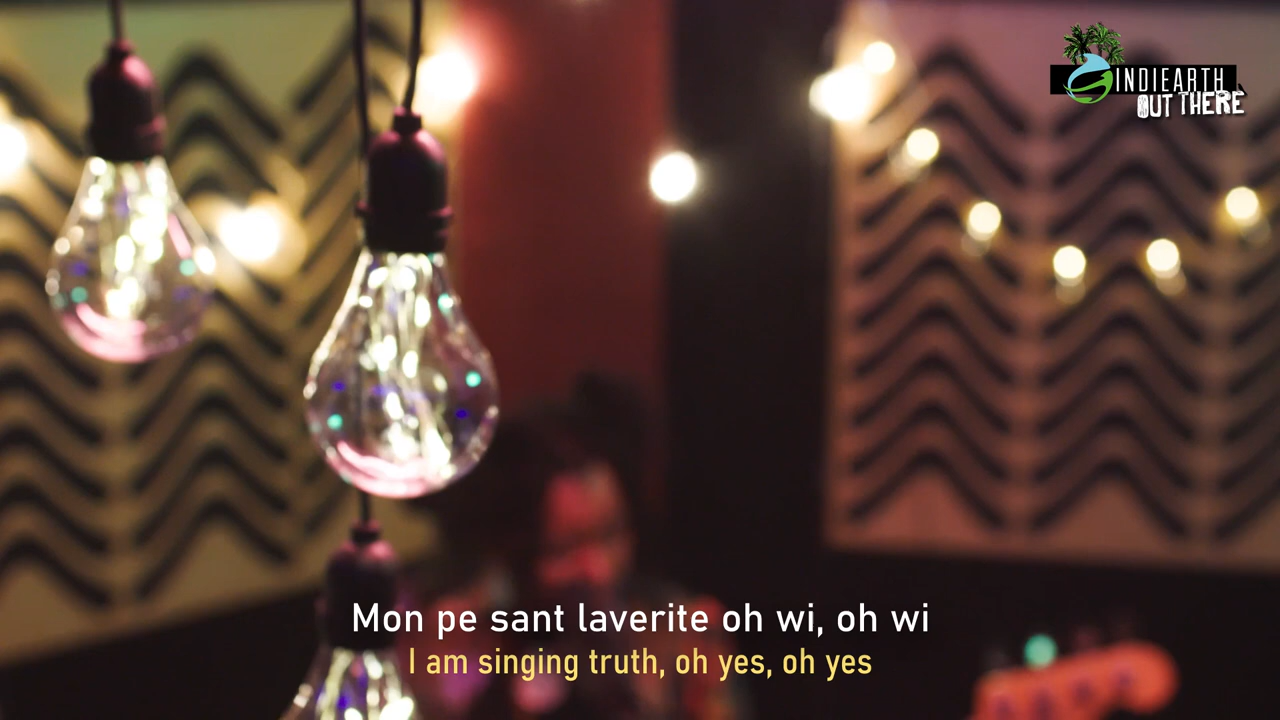 INDIEARTH
OUT THERE
Mon pe sant laverite oh wi, oh wi
I am singing truth, oh yes, oh yes